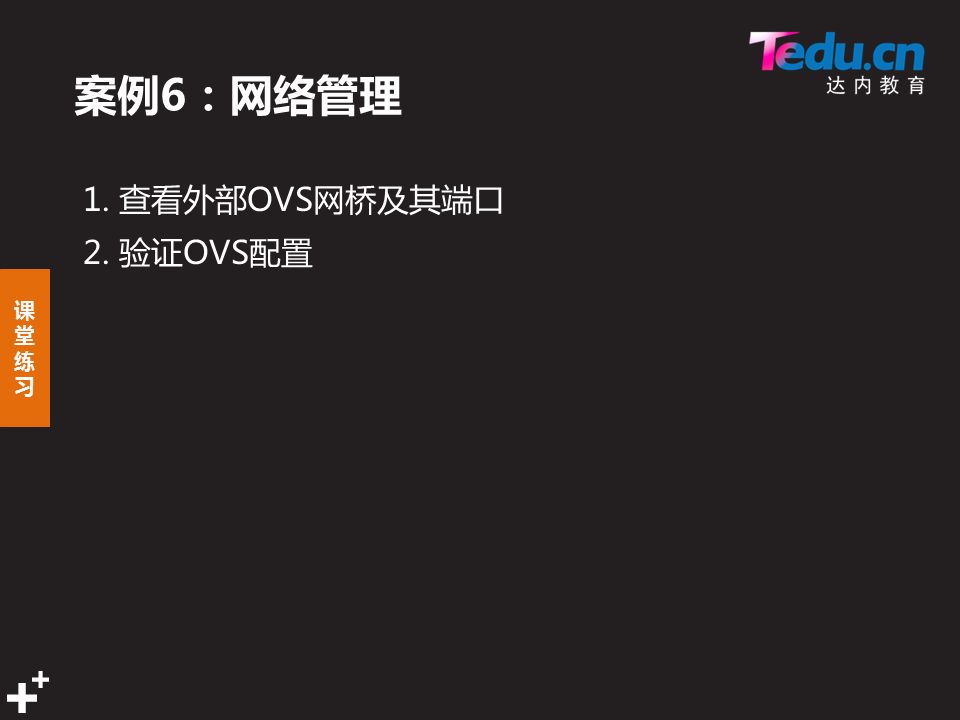 Tedu.cn
达内教育
案例6：网络管理
1. 查看外部OVS网桥及其端口
2. 验证OVS配置
课
堂
练
习